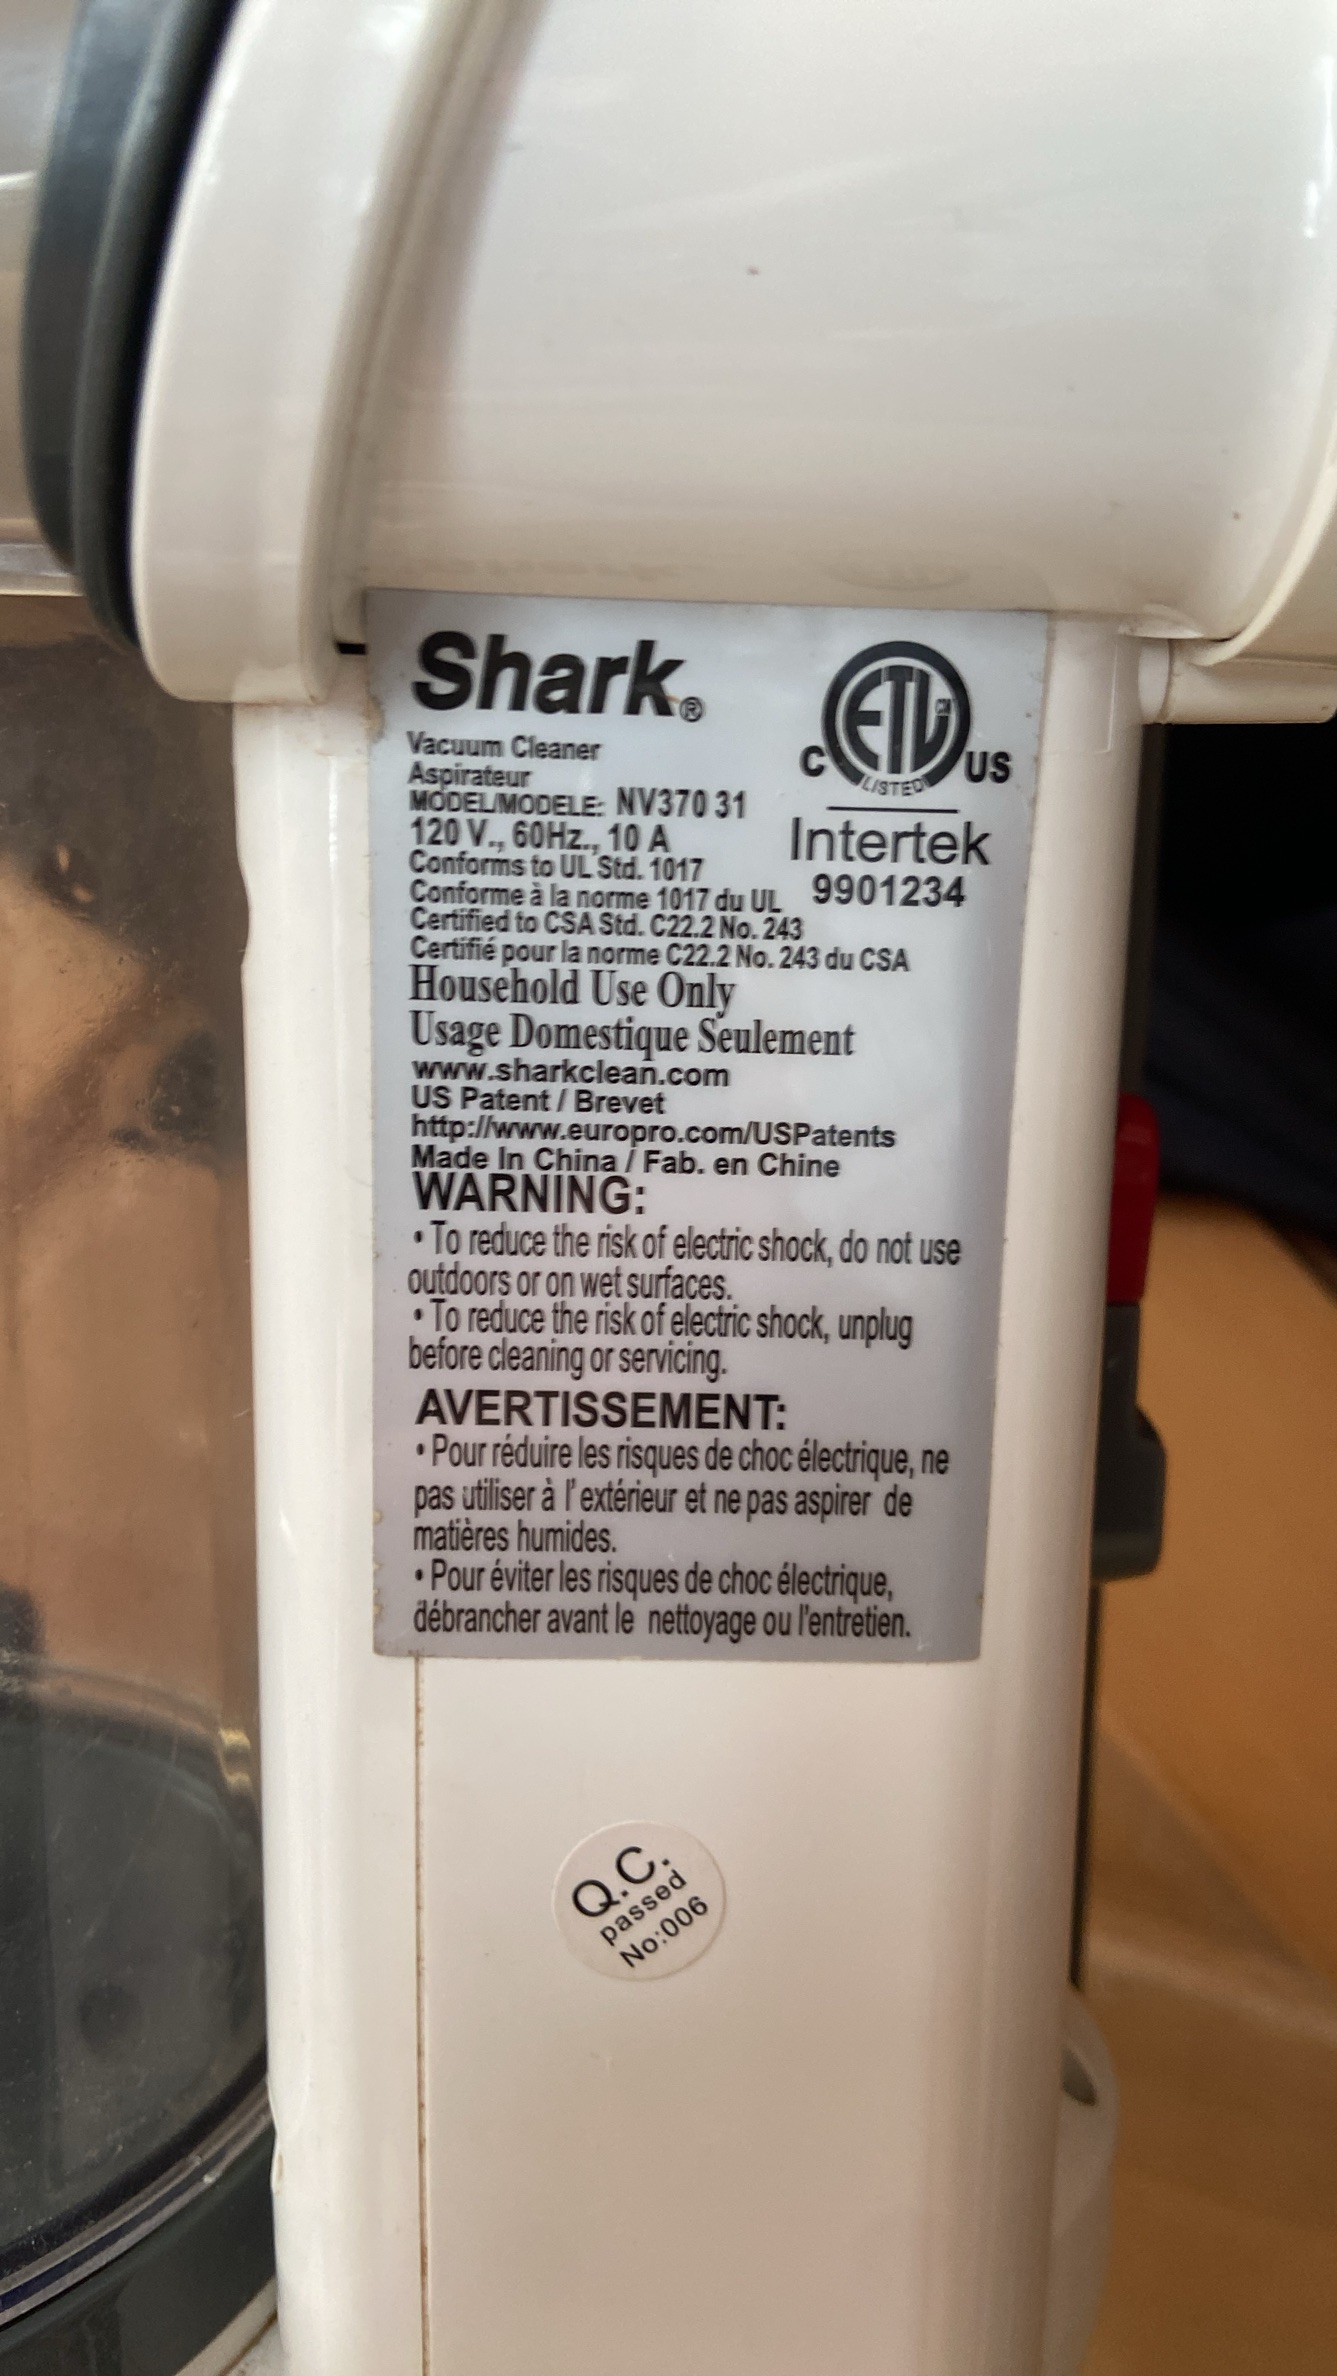 Shark®
Vacuum Cleaner
Aspirateur
MODEL/MODELE: NV370 31
120 V., 60Hz., 10 A
Conforms to UL Std. 1017
Conforme à la norme 1017 du UL
Certified to CSA Std. C22.2 No. 243
Certifié pour la norme C22.2 No. 243 du CSA
Household Use Only
Usage Domestique Seulement
www.sharkclean.com
US Patent / Brevet
http://www.europro.com/USPatents
Made In China / Fab. en Chine
ETL CM
C LISTED US
Intertek
9901234
WARNING:
• To reduce the risk of electric shock, do not use
outdoors or on wet surfaces.
• To reduce the risk of electric shock, unplug
before cleaning or servicing.
AVERTISSEMENT:
• Pour réduire les risques de choc électrique, ne
pas utiliser à l' extérieur et ne pas aspirer de
matières humides.
• Pour éviter les risques de choc électrique,
débrancher avant le nettoyage ou l'entretien.
Q.C.
passed
No:006